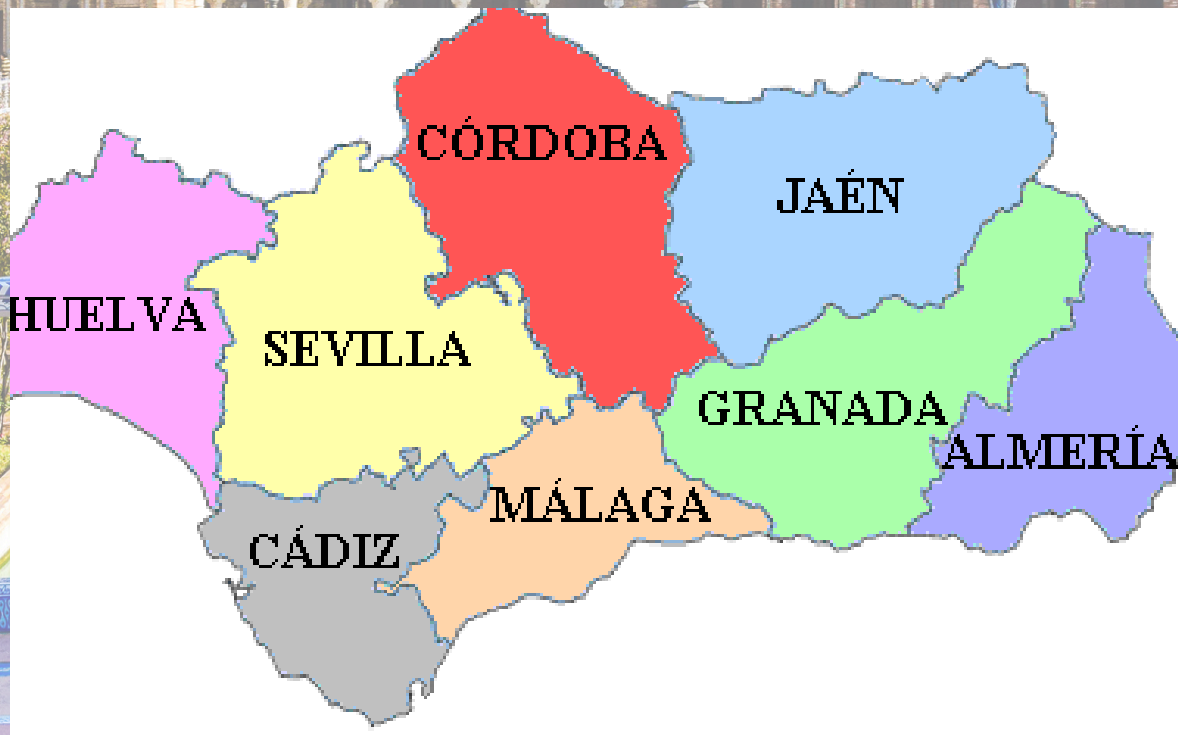 CÓRDOBA
JAÉN
HUELVA
SEVILLA
GRANADA
ALMERÍA
MÁLAGA
CÁDIZ